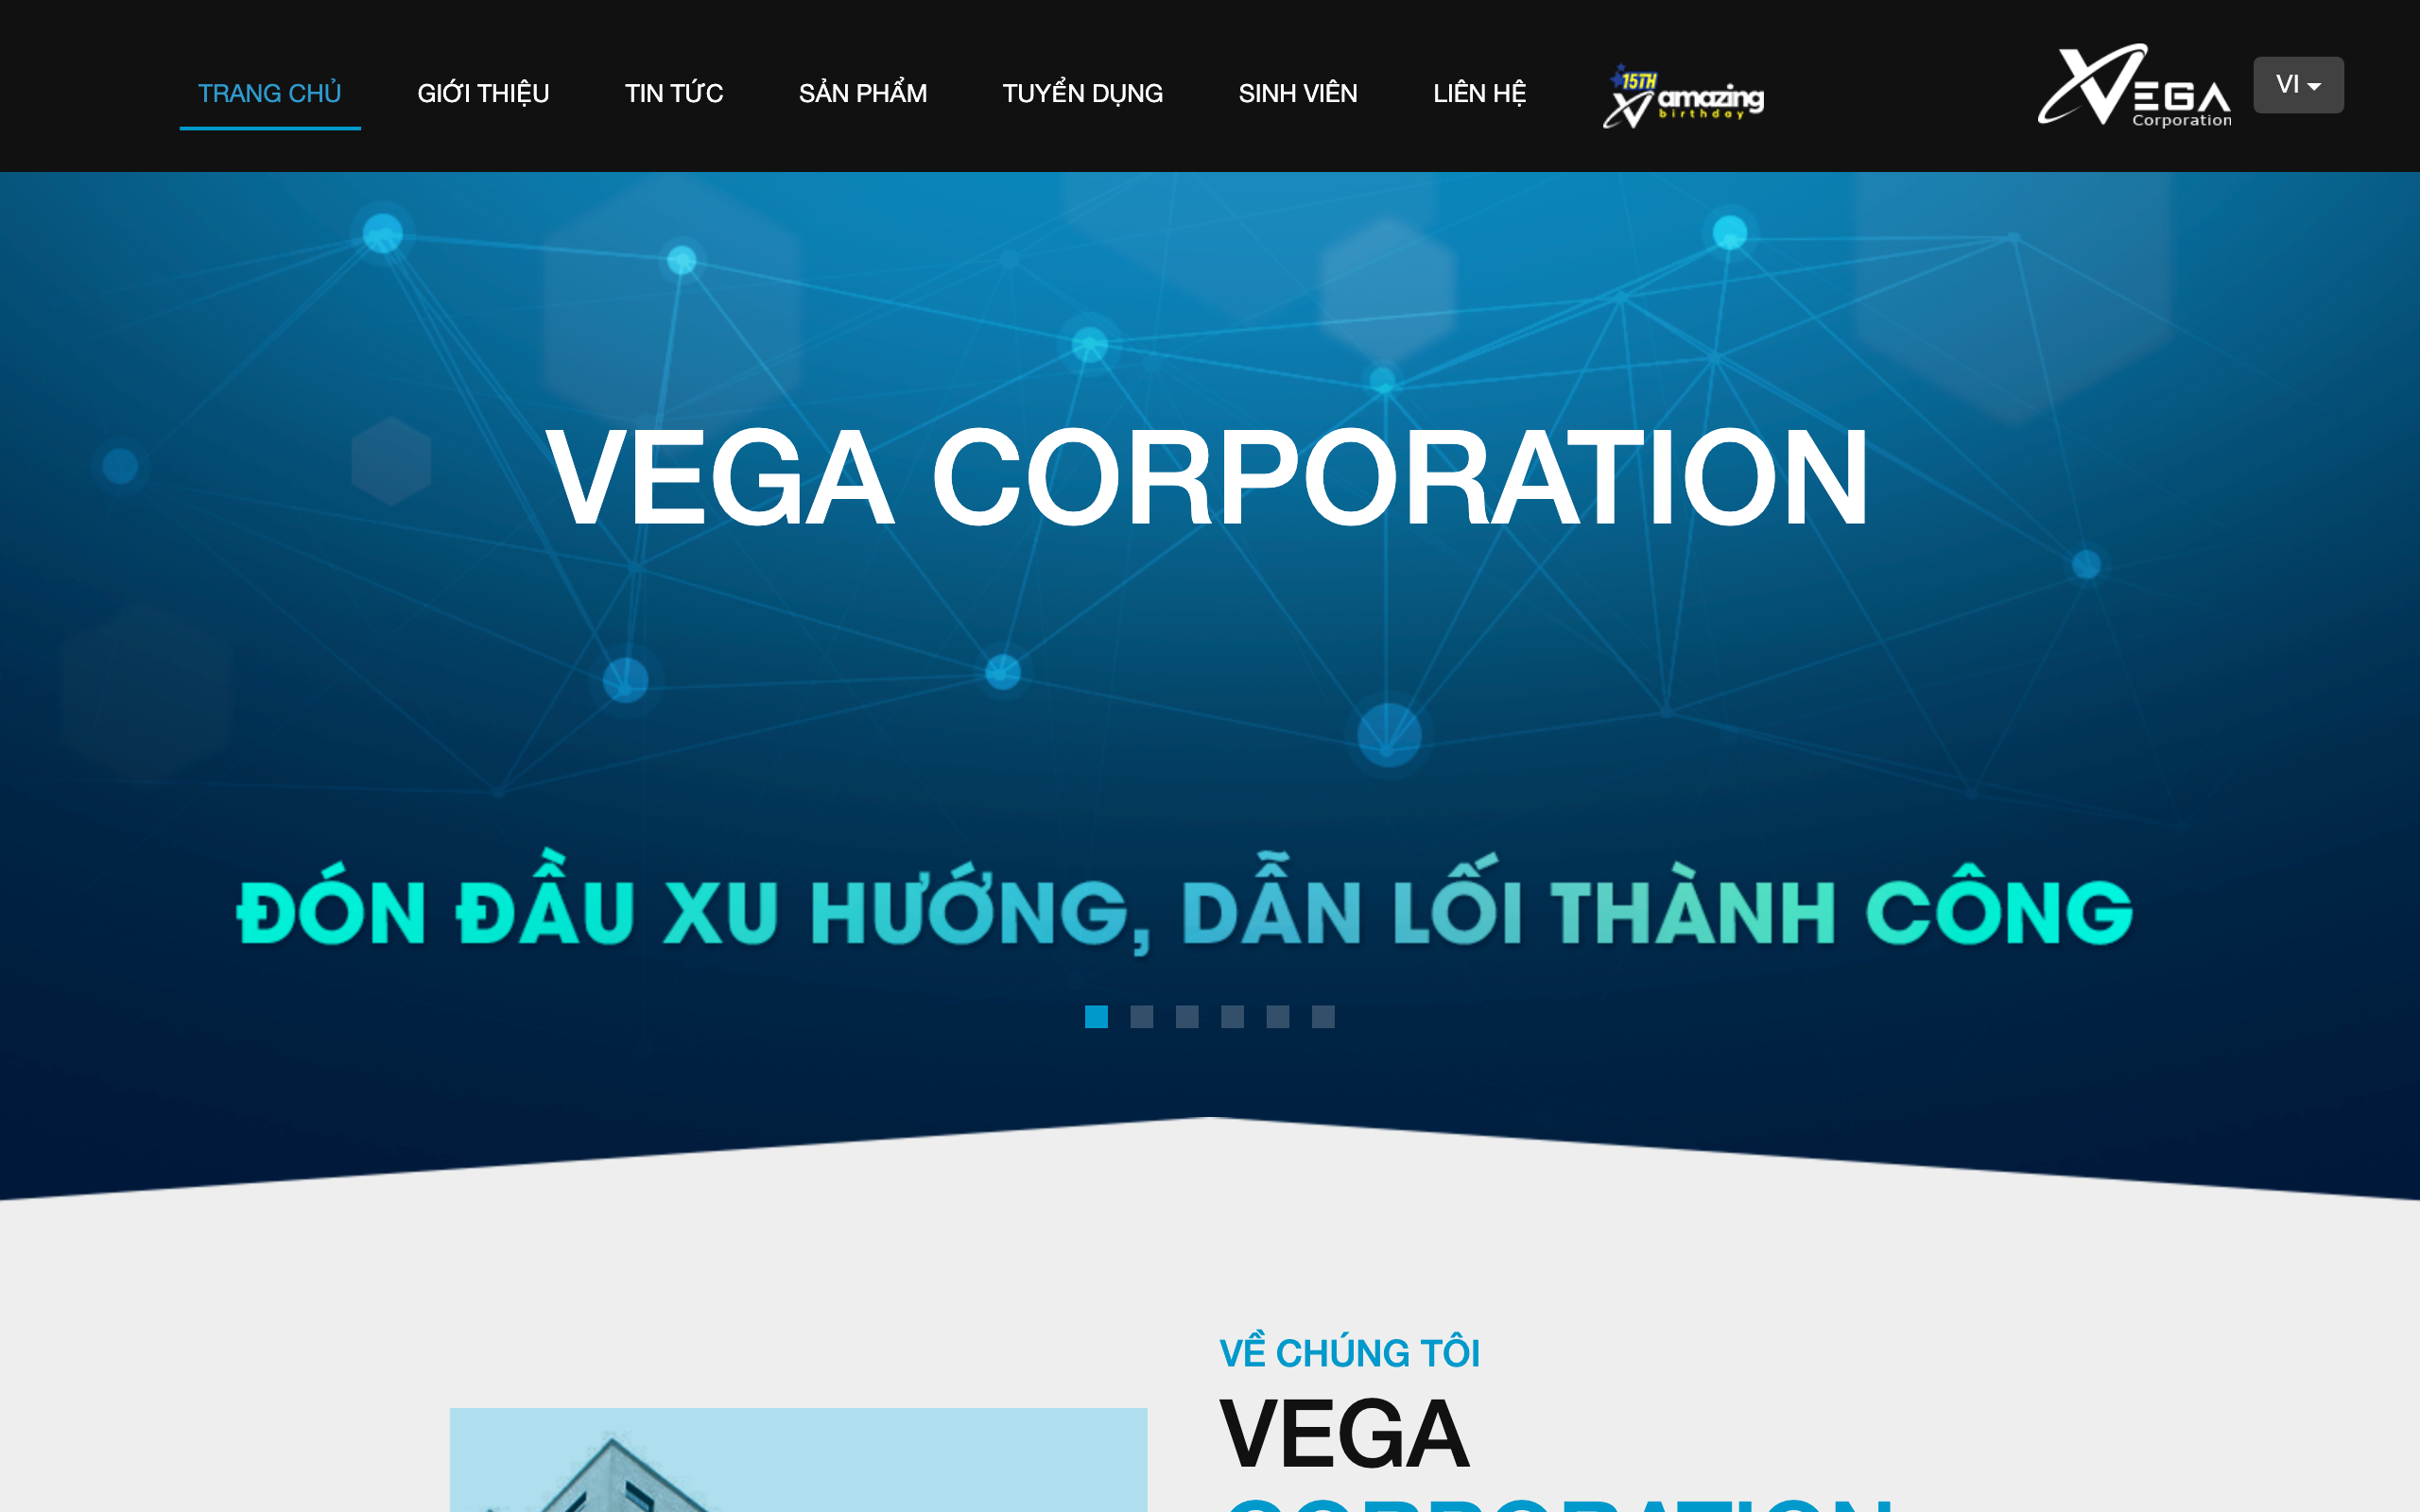 TRANG CHỦ
GIỚI THIỆU
TIN TỨC
SẢN PHẨM
TUYỂN DỤNG
SINH VIÊN
LIÊN HỆ
15TH
amazing
birthday
VEGA
Corporation
VI
VEGA CORPORATION
ĐÓN ĐẦU XU HƯỚNG, DẪN LỐI THÀNH CÔNG
VỀ CHÚNG TÔI
VEGA
CORPORATION